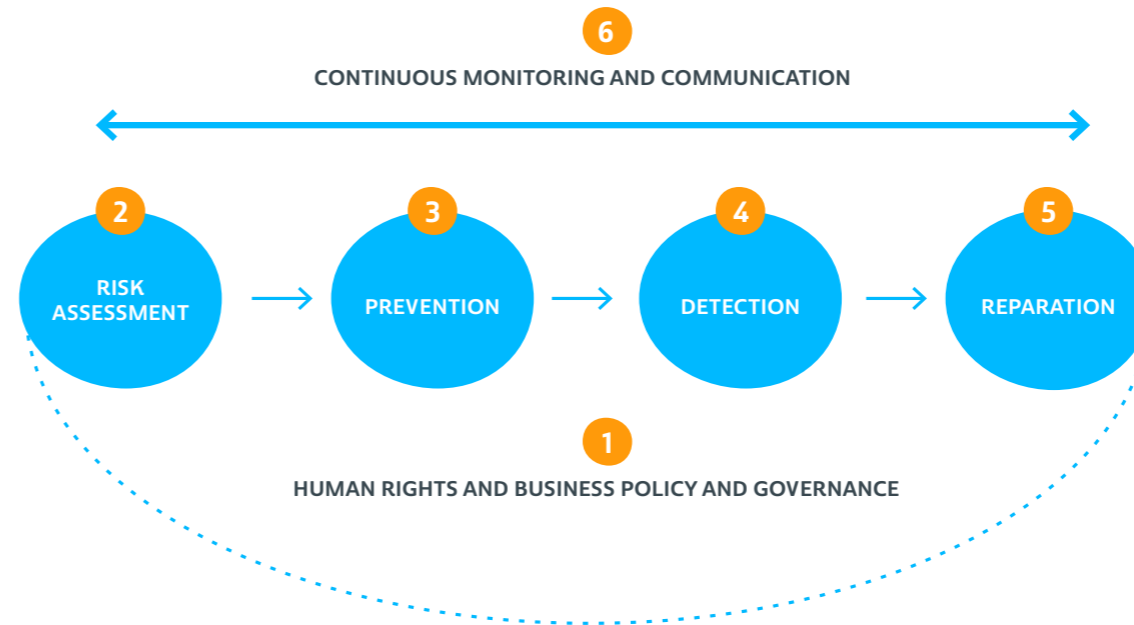 6
CONTINUOUS MONITORING AND COMMUNICATION
2
3
4
5
RISK
ASSESSMENT
PREVENTION
DETECTION
REPARATION
1
HUMAN RIGHTS AND BUSINESS POLICY AND GOVERNANCE